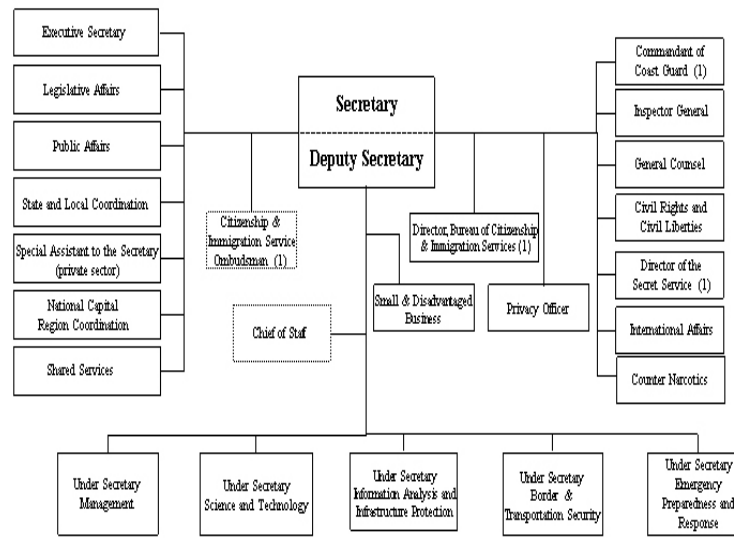 Executive Secretary
Legislative Affairs
Public Affairs
State and Local Coordination
Special Assistant to the Secretary
(private sector)
National Capital
Region Coordination
Shared Services
Secretary
Deputy Secretary
Citizenship &
Immigration Service
Ombudsman (1)
Chief of Staff
Director, Bureau of Citizenship
& Immigration Services (1)
Small & Disadvantaged
Business
Privacy Officer
Commandant of
Coast Guard (1)
Inspector General
General Counsel
Civil Rights and
Civil Liberties
Director of the
Secret Service (1)
International Affairs
Counter Narcotics
Under Secretary
Management
Under Secretary
Science and Technology
Under Secretary
Information Analysis and
Infrastructure Protection
Under Secretary
Border &
Transportation Security
Under Secretary
Emergency
Preparedness and
Response